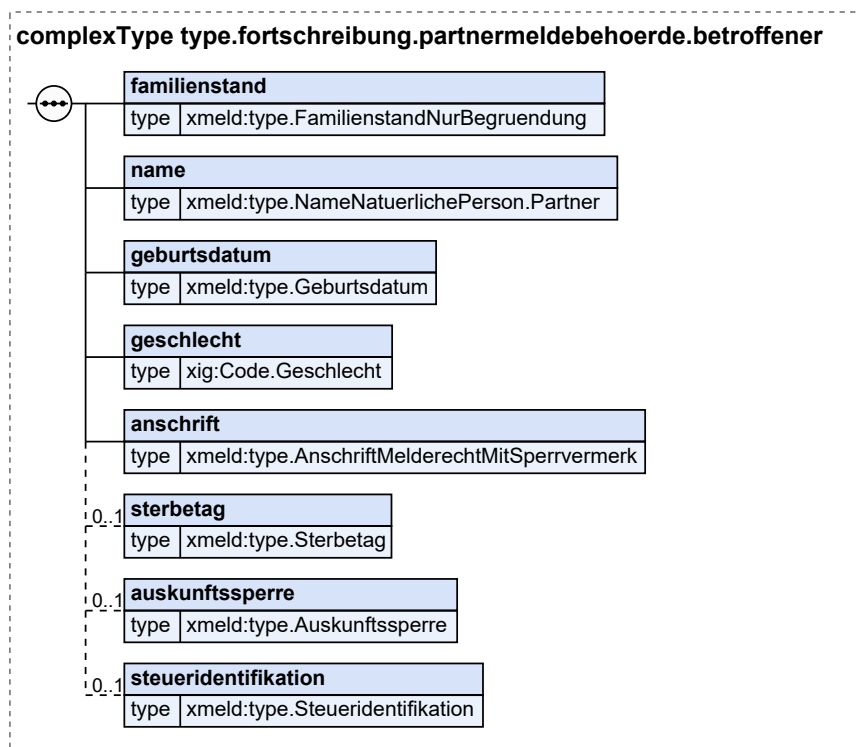 complexType type.fortschreibung.partnermeldebehoerde.betroffener
familienstand
type xmeld:type.FamilienstandNurBegruendung
name
type xmeld:type.NameNatuerlichePerson.Partner
geburtsdatum
type xmeld:type.Geburtsdatum
geschlecht
type xig:Code.Geschlecht
anschrift
type xmeld:type.AnschriftMelderechtMitSperrvermerk
0..1 sterbetag
type xmeld:type.Sterbetag
0..1 auskunftssperre
type xmeld:type.Auskunftssperre
0..1 steueridentifikation
type xmeld:type.Steueridentifikation